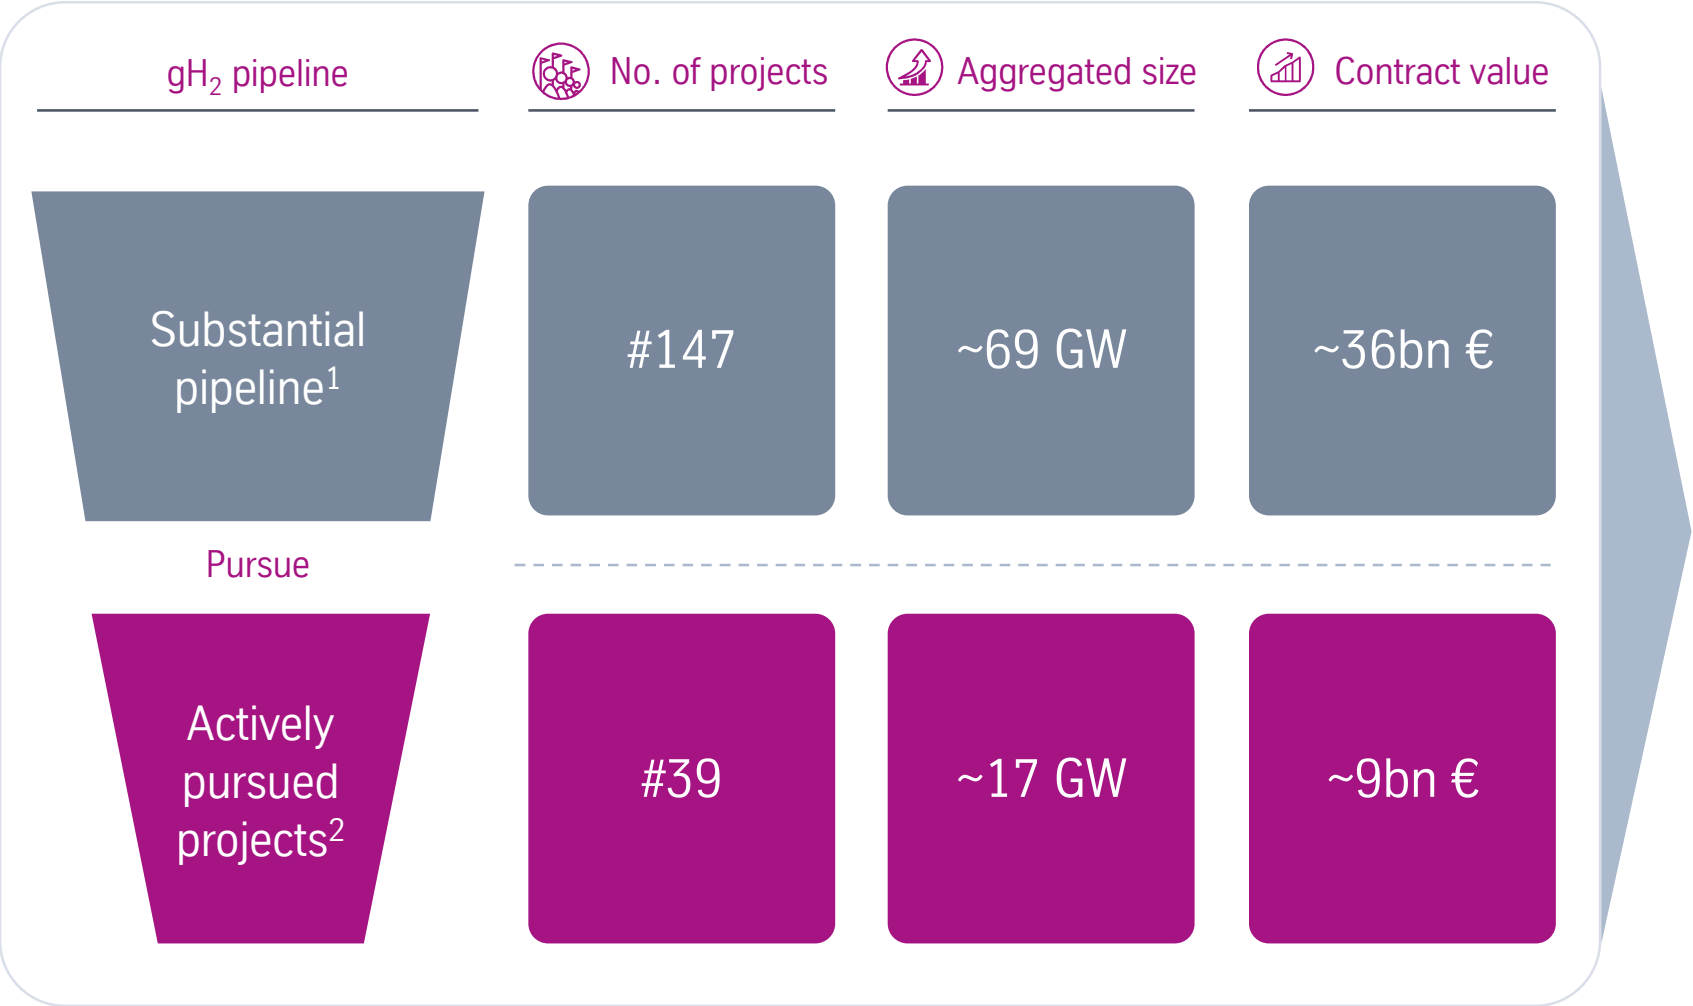 gH₂ pipeline
No. of projects
Aggregated size
Contract value
Substantial
pipeline¹
#147
~69 GW
~36bn €
Pursue
Actively
pursued
projects²
#39
~17 GW
~9bn €